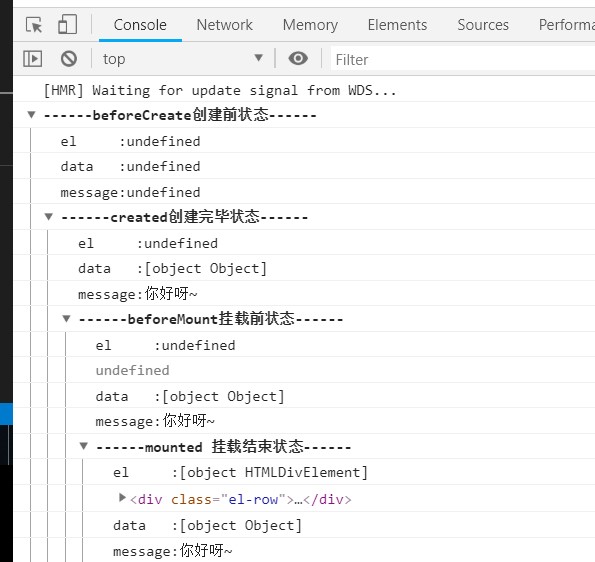 Console Network Memory Elements Sources Performa
top Filter
[HMR] Waiting for update signal from WDS...
------beforeCreate创建前状态------
el     :undefined
data   :undefined
message:undefined
------created创建完毕状态------
el     :undefined
data   :[object Object]
message:你好呀~
------beforeMount挂载前状态------
el     :undefined
undefined
data   :[object Object]
message:你好呀~
------mounted 挂载结束状态------
el     :[object HTMLDivElement]
<div class="el-row">…</div>
data   :[object Object]
message:你好呀~